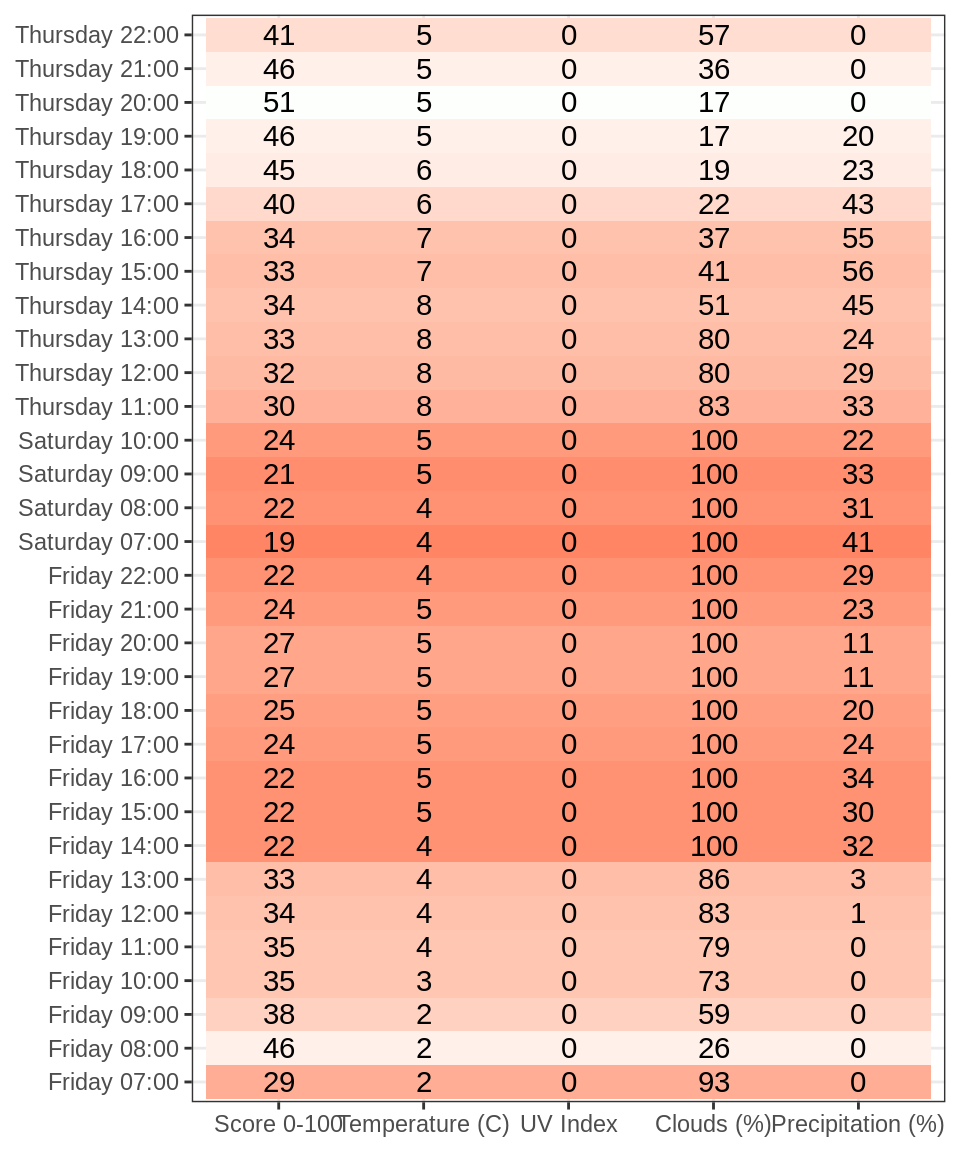 Thursday 22:00 41 5 0 57 0
Thursday 21:00 46 5 0 36 0
Thursday 20:00 51 5 0 17 0
Thursday 19:00 46 5 0 17 20
Thursday 18:00 45 6 0 19 23
Thursday 17:00 40 6 0 22 43
Thursday 16:00 34 7 0 37 55
Thursday 15:00 33 7 0 41 56
Thursday 14:00 34 8 0 51 45
Thursday 13:00 33 8 0 80 24
Thursday 12:00 32 8 0 80 29
Thursday 11:00 30 8 0 83 33
Saturday 10:00 24 5 0 100 22
Saturday 09:00 21 5 0 100 33
Saturday 08:00 22 4 0 100 31
Saturday 07:00 19 4 0 100 41
Friday 22:00 22 4 0 100 29
Friday 21:00 24 5 0 100 23
Friday 20:00 27 5 0 100 11
Friday 19:00 27 5 0 100 11
Friday 18:00 25 5 0 100 20
Friday 17:00 24 5 0 100 24
Friday 16:00 22 5 0 100 34
Friday 15:00 22 5 0 100 30
Friday 14:00 22 4 0 100 32
Friday 13:00 33 4 0 86 3
Friday 12:00 34 4 0 83 1
Friday 11:00 35 4 0 79 0
Friday 10:00 35 3 0 73 0
Friday 09:00 38 2 0 59 0
Friday 08:00 46 2 0 26 0
Friday 07:00 29 2 0 93 0
Score 0-100 Temperature (C) UV Index Clouds (%) Precipitation (%)